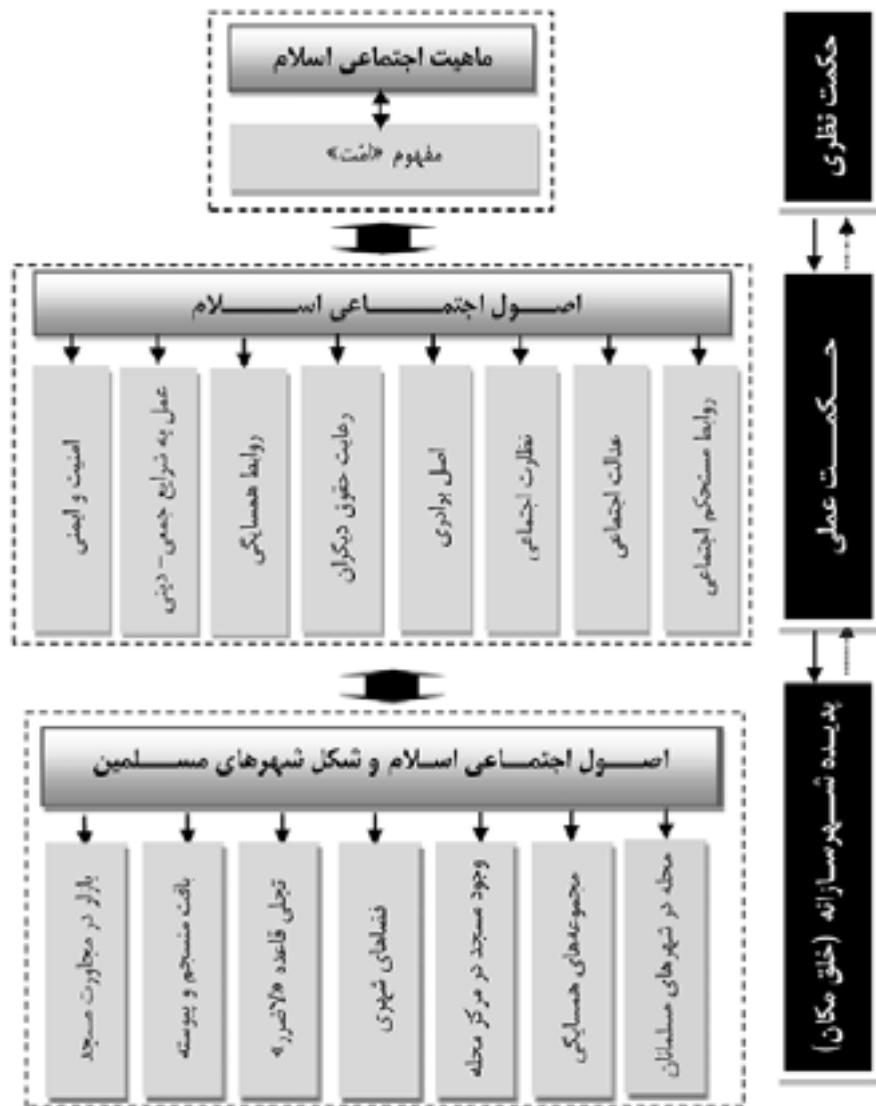 حکمت نظری
ماهیت اجتماعی اسلام
مفهوم «امّت»
حکمت عملی
اصول اجتماعی اسلام
روابط مستحکم اجتماعی
عدالت اجتماعی
نظارت اجتماعی
اصل برادری
رعایت حقوق دیگران
روابط همسایگی
عمل به شرایع جمعی- دینی
امنیت و ایمنی
پدیده شهرسازانه (خلق مکان)
اصول اجتماعی اسلام و شکل شهرهای مسلمین
محله در شهرهای مسلمانان
مجموعه‌های همسایگی
وجود مسجد در مرکز محله
فضاهای شهری
تجلی قاعده «لاضرر»
بافت منسجم و پیوسته
بازار در مجاورت مسجد